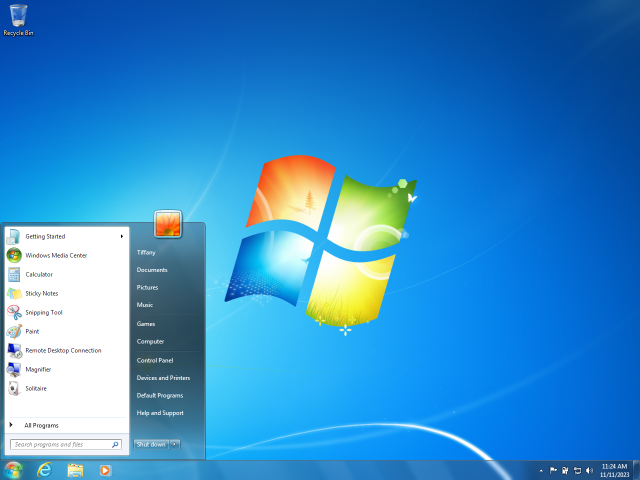 Recycle Bin
Getting Started
Windows Media Center
Calculator
Sticky Notes
Snipping Tool
Paint
Remote Desktop Connection
Magnifier
Solitaire
All Programs
Search programs and files
Tiffany
Documents
Pictures
Music
Games
Computer
Control Panel
Devices and Printers
Default Programs
Help and Support
Shut down
11:24 AM
11/11/2023